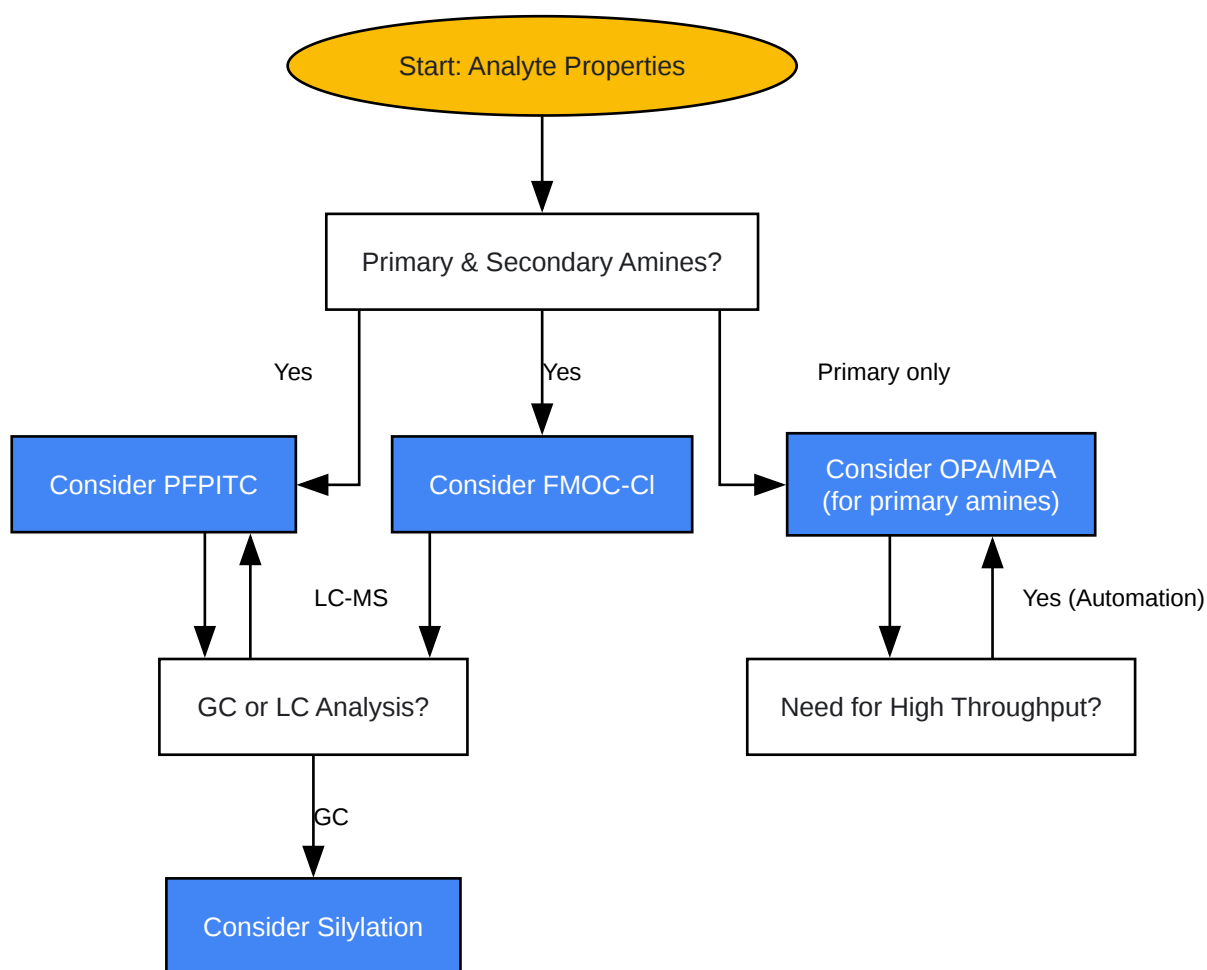 Start: Analyte Properties
Primary & Secondary Amines?
Yes
Yes
Primary only
Consider PFPITC
Consider FMOC-Cl
Consider OPA/MPA
(for primary amines)
LC-MS
Yes (Automation)
GC or LC Analysis?
Need for High Throughput?
GC
Consider Silylation